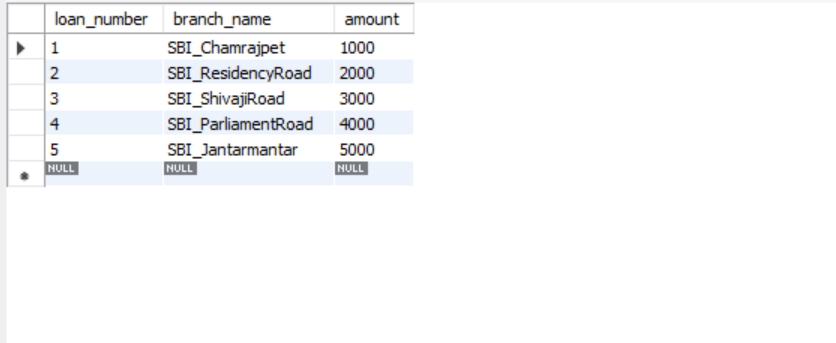 loan_number branch_name amount
1 SBI_Chamrajpet 1000
2 SBI_ResidencyRoad 2000
3 SBI_ShivajiRoad 3000
4 SBI_ParliamentRoad 4000
5 SBI_Jantarmantar 5000
NULL NULL NULL